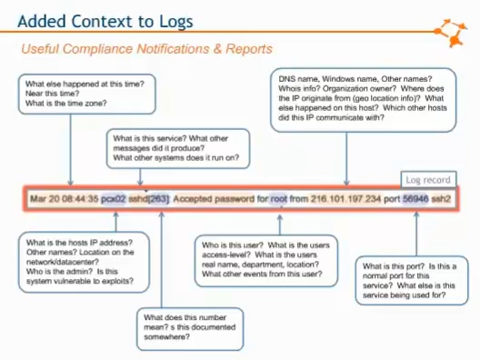 Added Context to Logs
Useful Compliance Notifications & Reports
What else happened at this time?
Near this time?
What is the time zone?
What is this service? What other
messages did it produce?
What other systems does it run on?
DNS name, Windows name, Other names?
Whois info? Organization owner? Where does
the IP originate from (geo location info)? What
else happened on this host? Which other hosts
did this IP communicate with?
Log record
Mar 20 08:44:35 pcx02 sshd[263]: Accepted password for root from 216.101.197.234 port 56946 ssh2
What is the hosts IP address?
Other names? Location on the
network/datacenter?
Who is the admin? Is this
system vulnerable to exploits?
What does this number
mean? s this documented
somewhere?
Who is this user? What is the users
access-level? What is the users
real name, department, location?
What other events from this user?
What is this port? Is this a
normal port for this
service? What else is this
service being used for?